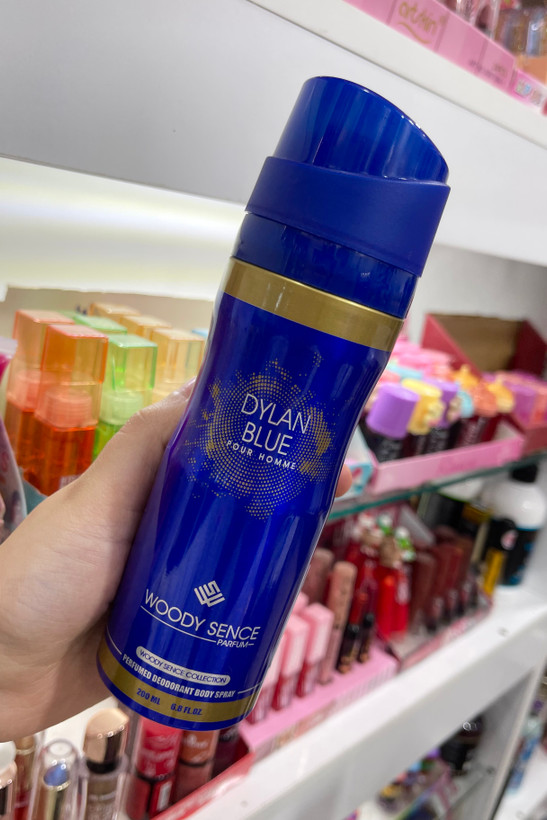 DYLAN
BLUE
POUR HOMME
WOODY SENCE
PARFUM
WOODY SENCE COLLECTION
PERFUMED DEODORANT BODY SPRAY
200 ML 6.8 FL.OZ.